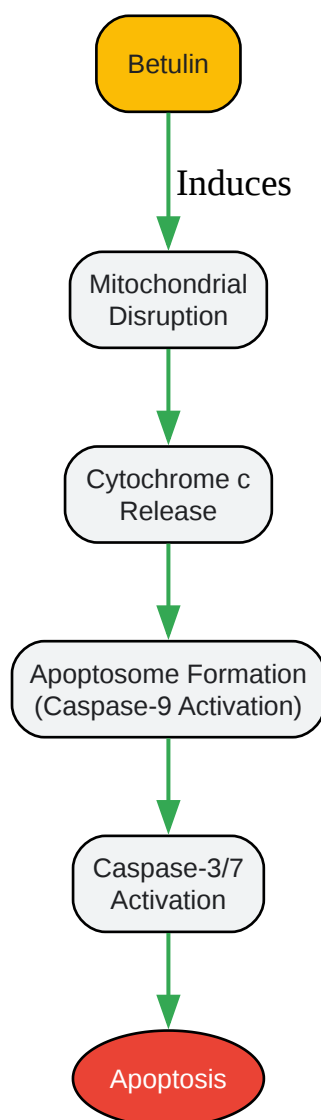 Betulin
Induces
Mitochondrial
Disruption
Cytochrome c
Release
Apoptosome Formation
(Caspase-9 Activation)
Caspase-3/7
Activation
Apoptosis